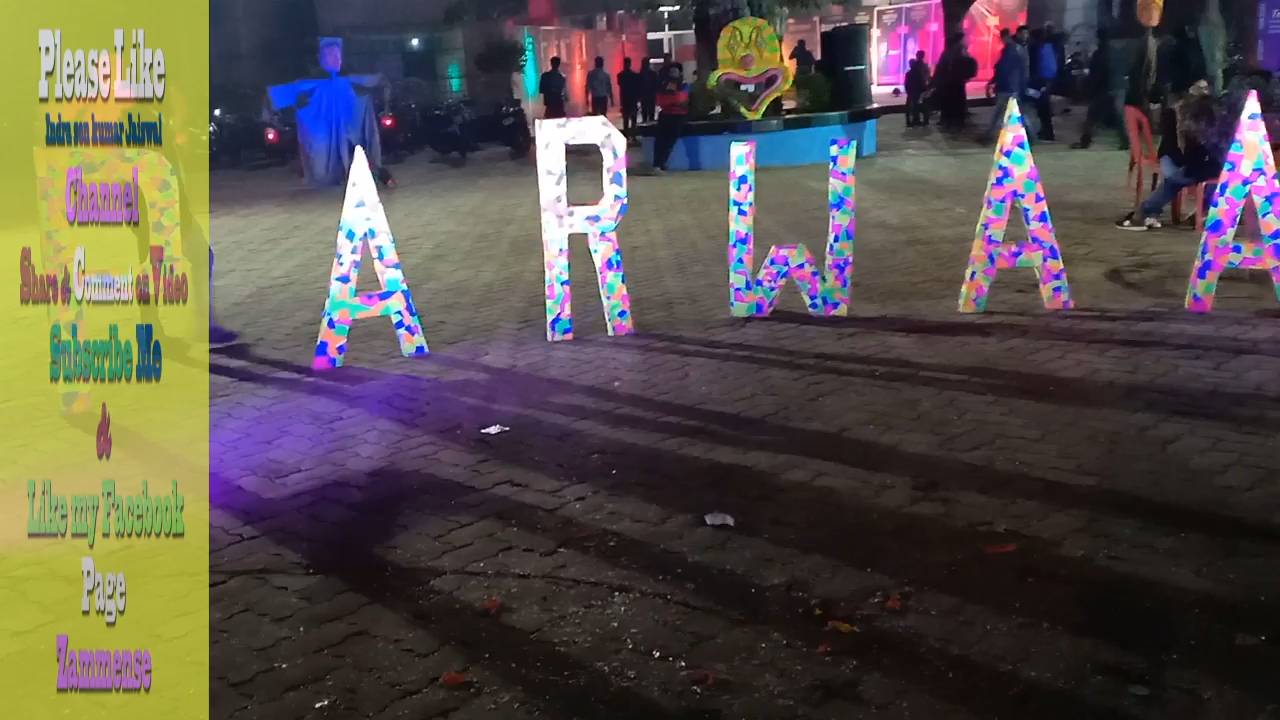 Please Like
Indra sen kumar Jaiswal
Channel
Share & Comment on Video
Subscribe Me
&
Like my Facebook
Page
Zammense
A R W A A